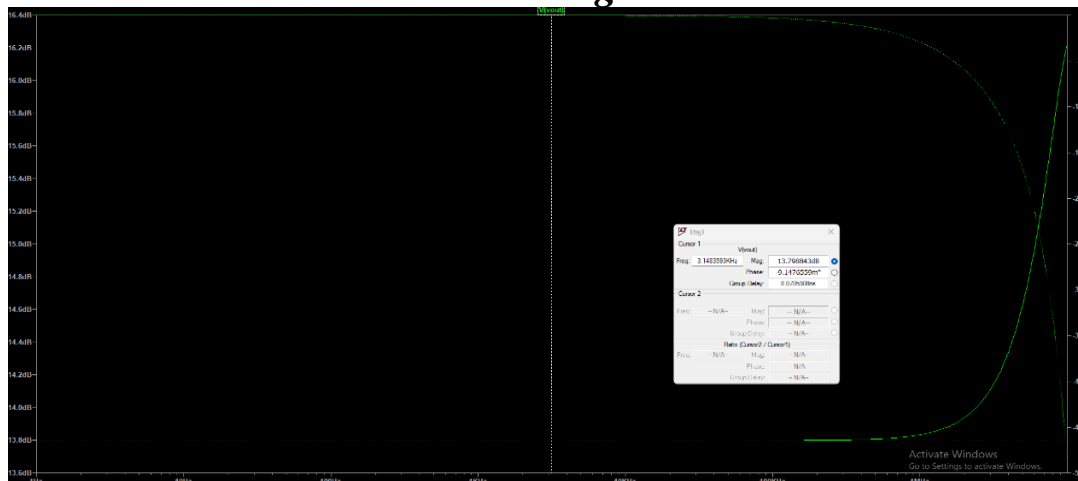 V(vout)
16.4dB
16.2dB
16.0dB
15.8dB
15.6dB
15.4dB
15.2dB
15.0dB
14.8dB
14.6dB
14.4dB
14.2dB
14.0dB
13.8dB
13.6dB
Cursor 1
V(vout)
Freq: 3.1483593KHz Mag: 13.798843dB
Phase: -9.1476559m°
Group Delay:
Cursor 2
Freq: -- N/A-- Mag: -- N/A--
Phase: -- N/A--
Group Delay: -- N/A--
Ratio (Cursor2 / Cursor1)
Freq: -- N/A-- Mag: -- N/A--
Phase: -- N/A--
Group Delay: -- N/A--
Activate Windows
Go to Settings to activate Windows.